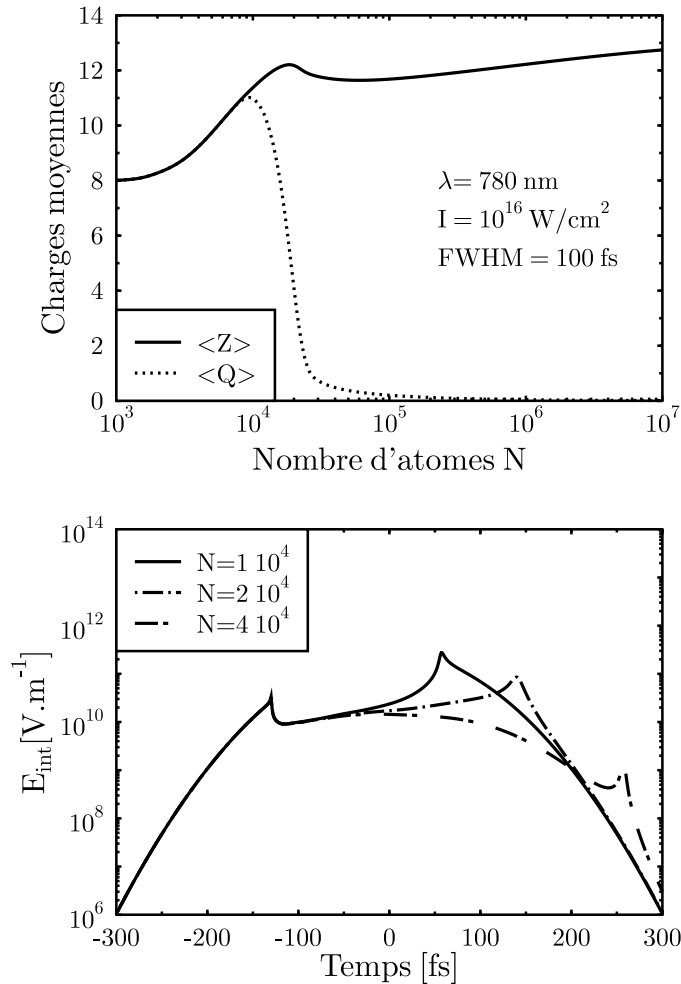 14
12
10
8
6
4
2
0
Charges moyennes
λ= 780 nm
I = 10^16 W/cm^2
FWHM = 100 fs
<Z>
<Q>
10^3 10^4 10^5 10^6 10^7
Nombre d'atomes N
10^14
10^12
10^10
10^8
10^6
E_int[V.m^-1]
N=1 10^4
N=2 10^4
N=4 10^4
-300 -200 -100 0 100 200 300
Temps [fs]